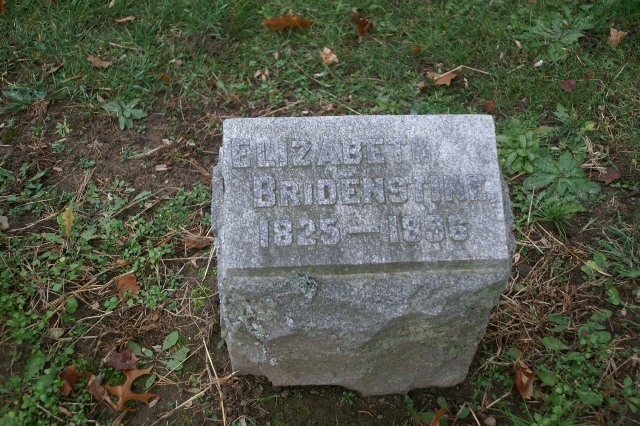 ELIZABETH
BRIDENSTINE
1825—